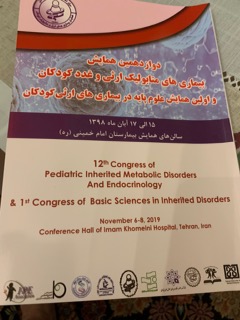 دوازدهمین همایش
بیماری های متابولیک ارثی و غدد کودکان
و اولین همایش علوم پایه در بیماری های ارثی کودکان
۱۵ الی ۱۷ آبان ماه ۱۳۹۸
سالن‌های همایش بیمارستان امام خمینی (ره)
12th Congress of
Pediatric Inherited Metabolic Disorders
And Endocrinology
& 1st Congress of Basic Sciences in Inherited Disorders
November 6-8, 2019
Conference Hall of Imam Khomeini Hospital, Tehran, Iran